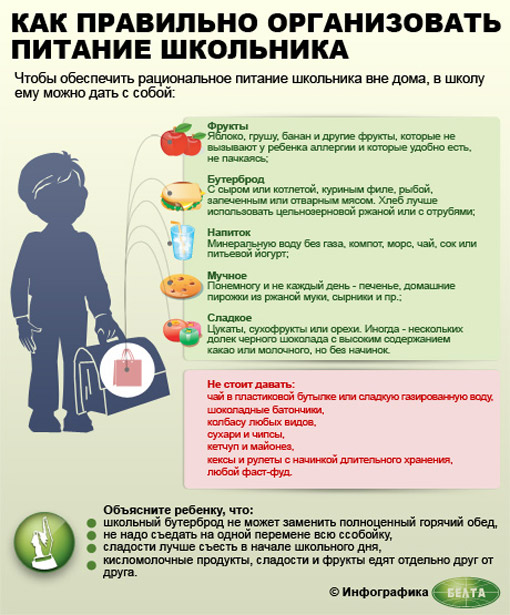 КАК ПРАВИЛЬНО ОРГАНИЗОВАТЬ
ПИТАНИЕ ШКОЛЬНИКА
Чтобы обеспечить рациональное питание школьника вне дома, в школу
ему можно дать с собой:
Фрукты
Яблоко, грушу, банан и другие фрукты, которые не
вызывают у ребенка аллергии и которые удобно есть,
не пачкаясь;
Бутерброд
С сыром или котлетой, куриным филе, рыбой,
запеченным или отварным мясом. Хлеб лучше
использовать цельнозерновой ржаной или с отрубями;
Напиток
Минеральную воду без газа, компот, морс, чай, сок или
питьевой йогурт;
Мучное
Понемногу и не каждый день - печенье, домашние
пирожки из ржаной муки, сырники и пр.;
Сладкое
Цукаты, сухофрукты или орехи. Иногда - нескольких
долек черного шоколада с высоким содержанием
какао или молочного, но без начинок.
Не стоит давать:
чай в пластиковой бутылке или сладкую газированную воду,
шоколадные батончики,
колбасу любых видов,
сухари и чипсы,
кетчуп и майонез,
кексы и рулеты с начинкой длительного хранения,
любой фаст-фуд.
Объясните ребенку, что:
школьный бутерброд не может заменить полноценный горячий обед,
не надо съедать на одной перемене всю ссобойку,
сладости лучше съесть в начале школьного дня,
кисломолочные продукты, сладости и фрукты едят отдельно друг от
друга.
© Инфографика БЕЛТА